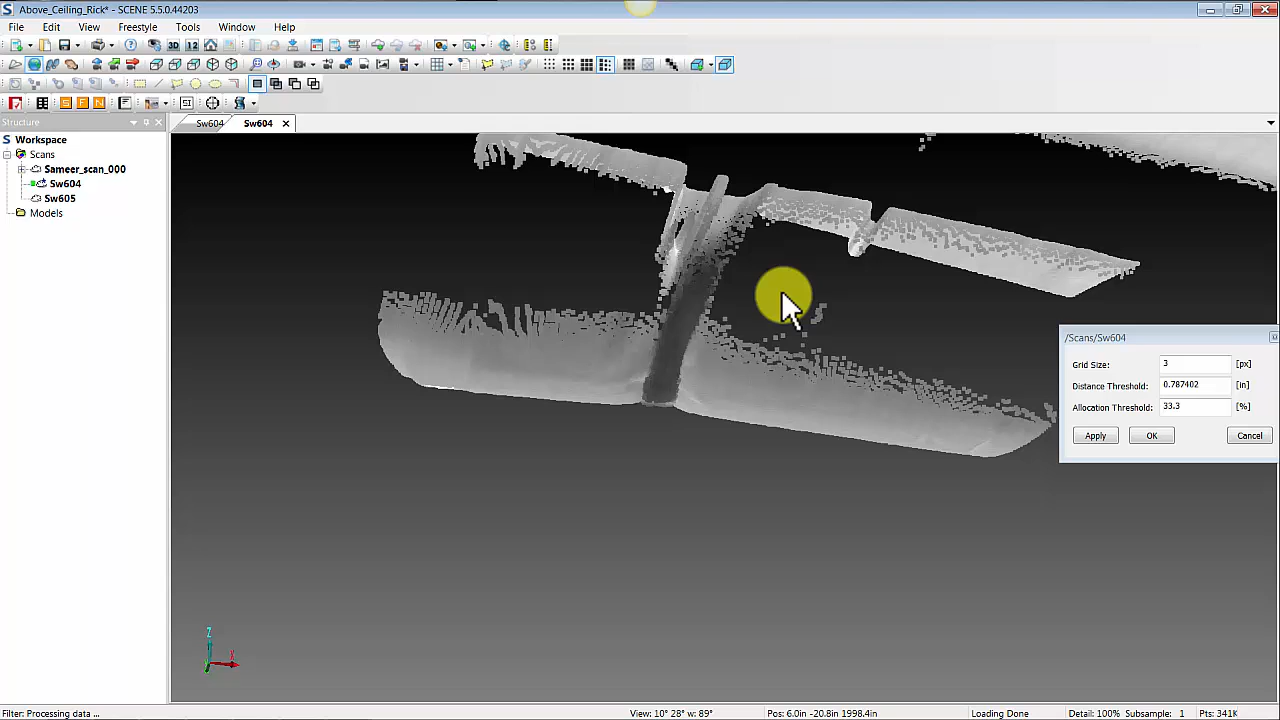 S Above_Ceiling_Rick* - SCENE 5.5.0.44203
File Edit View Freestyle Tools Window Help
3D 12
S F N SI
Structure
Sw604 Sw604
S Workspace
Scans
Sameer_scan_000
Sw604
Sw605
Models
/Scans/Sw604
Grid Size: 3 [px]
Distance Threshold: 0.787402 [in]
Allocation Threshold: 33.3 [%]
Apply OK Cancel
Z
X
Filter: Processing data ... View: 10° 28° w: 89° Pos: 6.0in -20.8in 1998.4in Loading Done Detail: 100% Subsample: 1 Pts: 341K